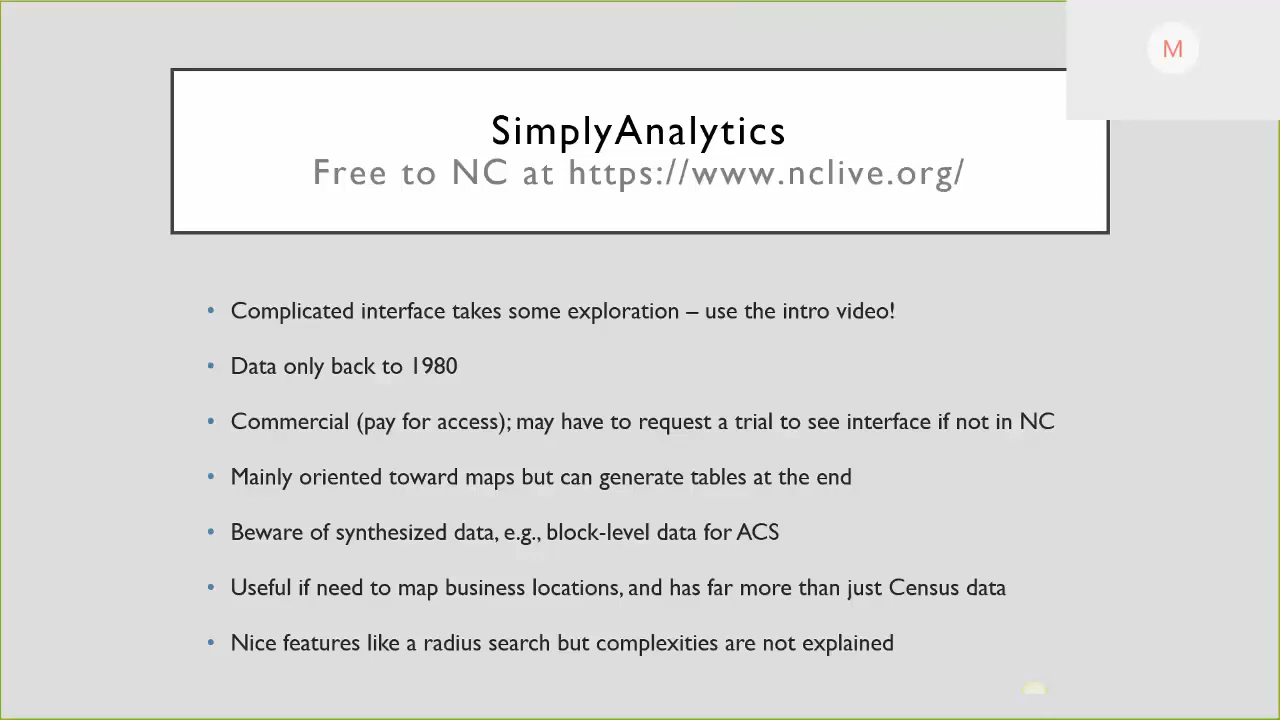 M
SimplyAnalytics
Free to NC at https://www.nclive.org/
• Complicated interface takes some exploration – use the intro video!
• Data only back to 1980
• Commercial (pay for access); may have to request a trial to see interface if not in NC
• Mainly oriented toward maps but can generate tables at the end
• Beware of synthesized data, e.g., block-level data for ACS
• Useful if need to map business locations, and has far more than just Census data
• Nice features like a radius search but complexities are not explained